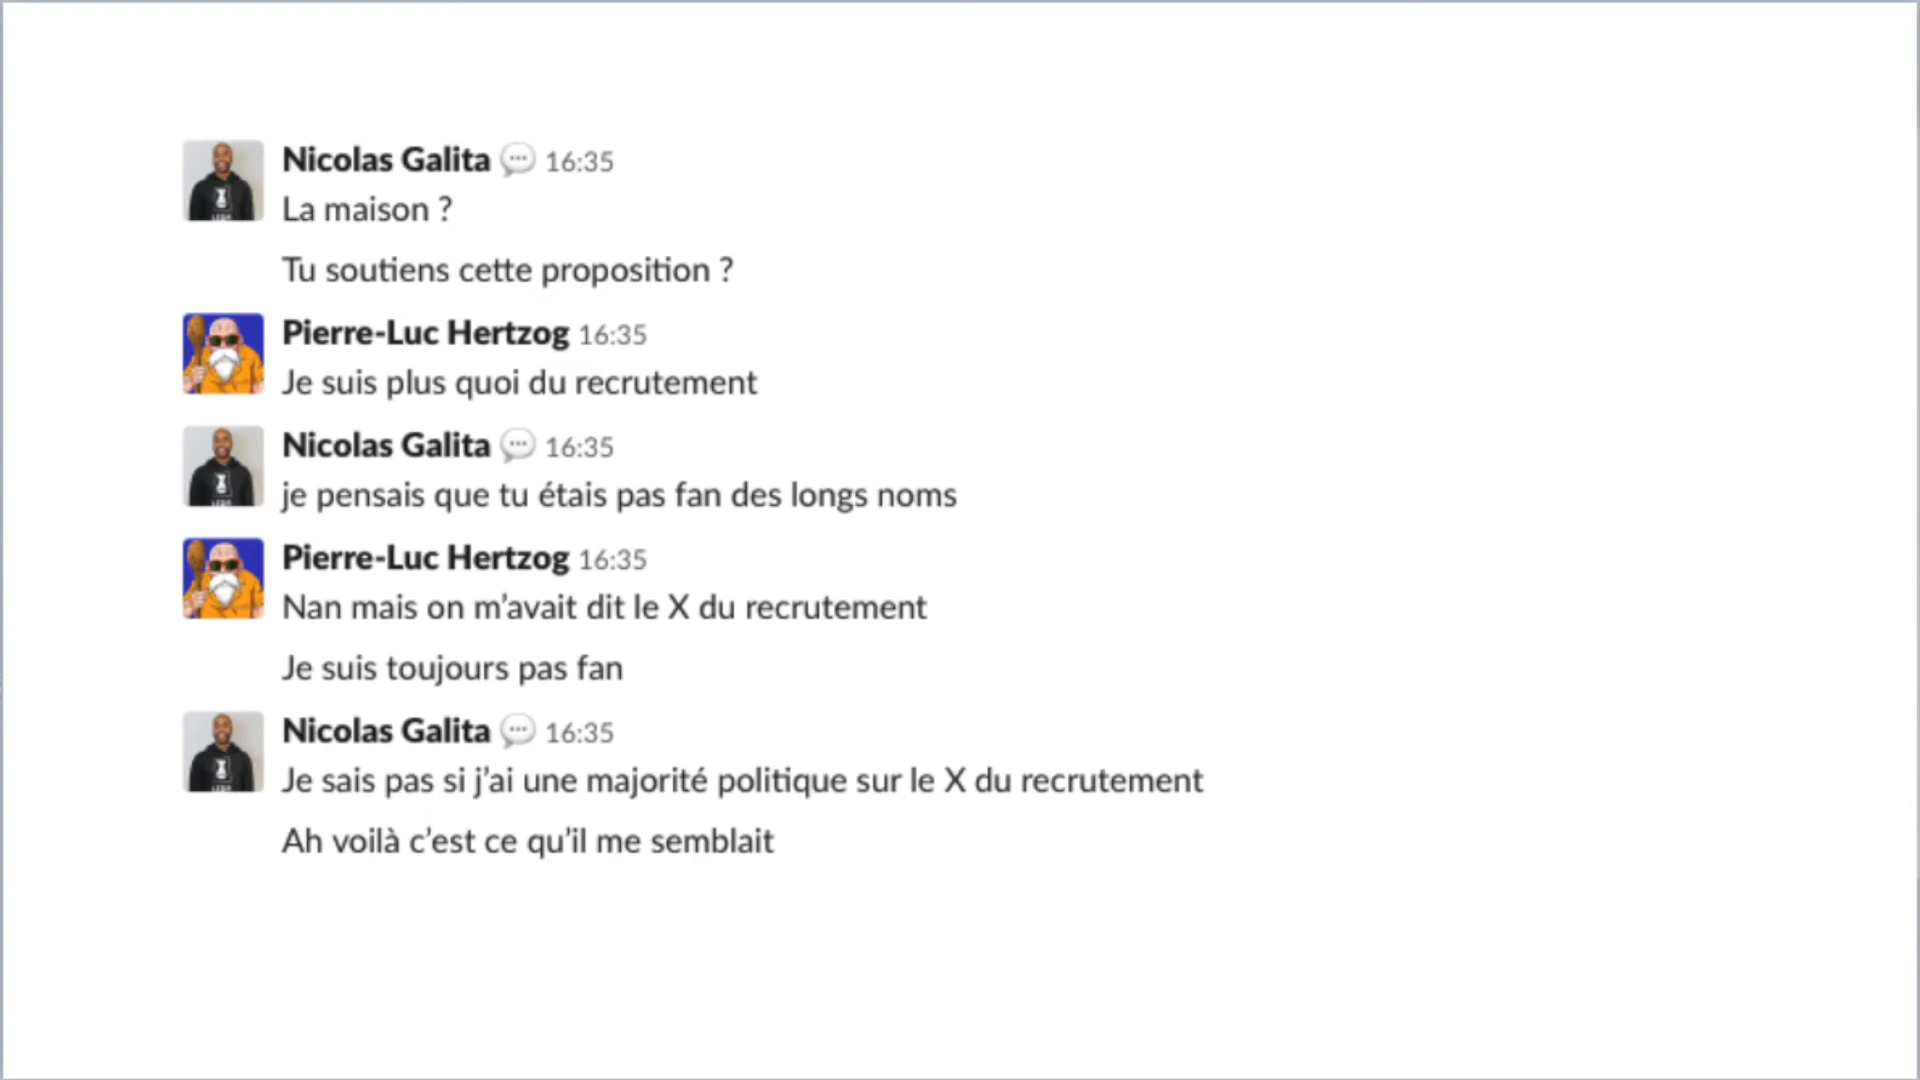 Nicolas Galita 16:35
La maison ?
Tu soutiens cette proposition ?
Pierre-Luc Hertzog 16:35
Je suis plus quoi du recrutement
Nicolas Galita 16:35
je pensais que tu étais pas fan des longs noms
Pierre-Luc Hertzog 16:35
Nan mais on m’avait dit le X du recrutement
Je suis toujours pas fan
Nicolas Galita 16:35
Je sais pas si j’ai une majorité politique sur le X du recrutement
Ah voilà c’est ce qu’il me semblait